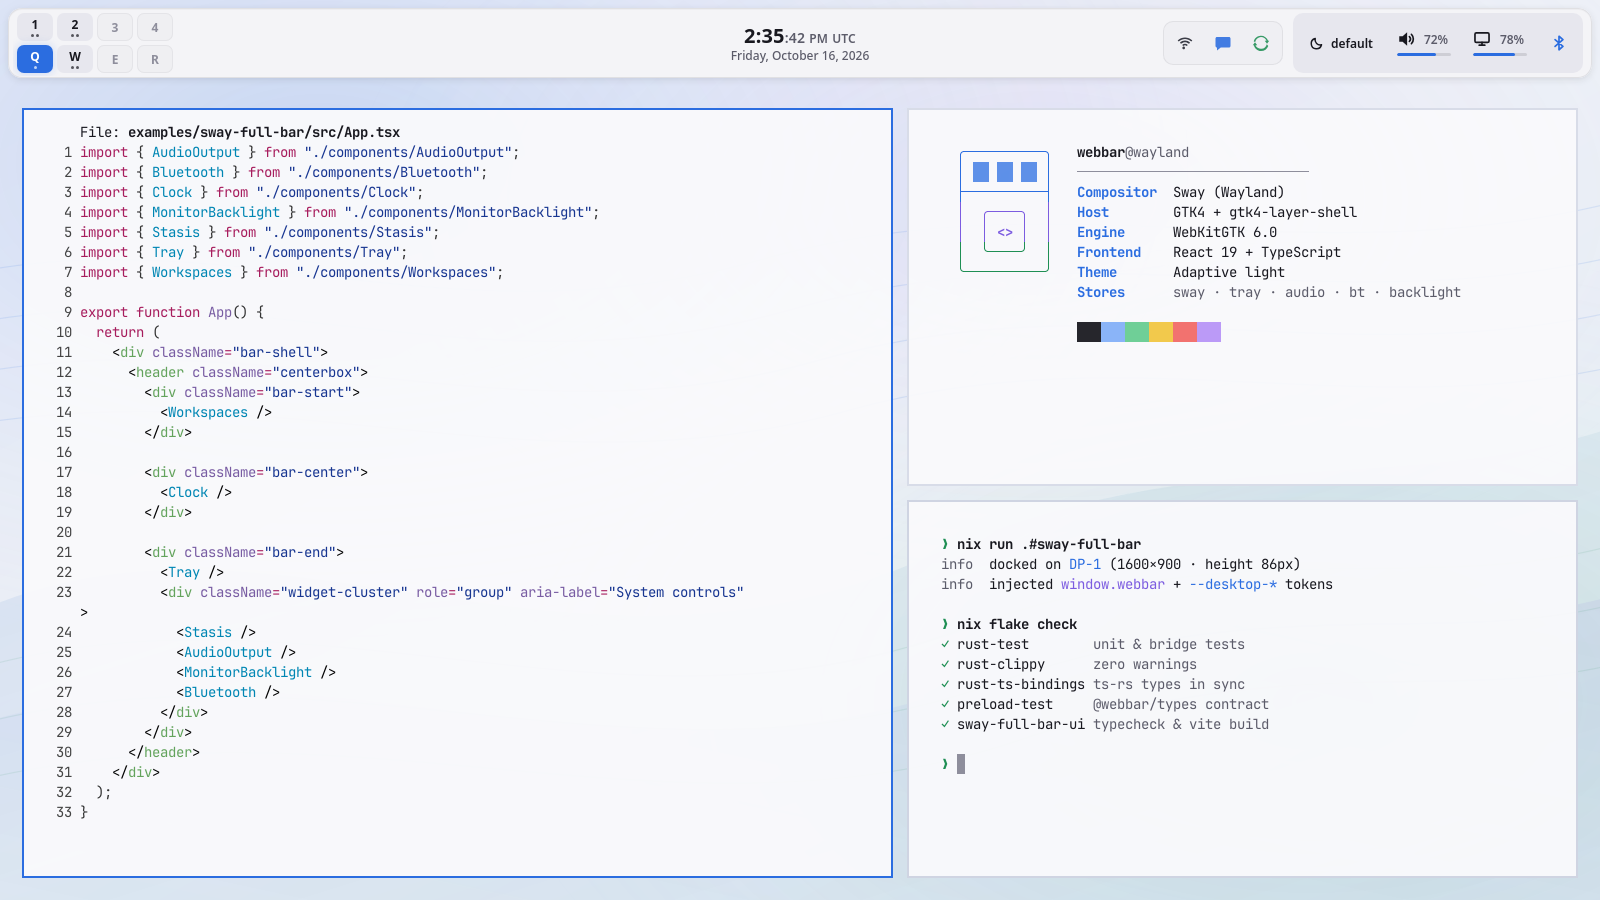 1 2 3 4
Q W E R
2:35:42 PM UTC
Friday, October 16, 2026
default 72% 78%
File: examples/sway-full-bar/src/App.tsx
1 import { AudioOutput } from "./components/AudioOutput";
2 import { Bluetooth } from "./components/Bluetooth";
3 import { Clock } from "./components/Clock";
4 import { MonitorBacklight } from "./components/MonitorBacklight";
5 import { Stasis } from "./components/Stasis";
6 import { Tray } from "./components/Tray";
7 import { Workspaces } from "./components/Workspaces";
8
9 export function App() {
10   return (
11     <div className="bar-shell">
12       <header className="centerbox">
13         <div className="bar-start">
14           <Workspaces />
15         </div>
16
17         <div className="bar-center">
18           <Clock />
19         </div>
20
21         <div className="bar-end">
22           <Tray />
23           <div className="widget-cluster" role="group" aria-label="System controls"
>
24             <Stasis />
25             <AudioOutput />
26             <MonitorBacklight />
27             <Bluetooth />
28           </div>
29         </div>
30       </header>
31     </div>
32   );
33 }
<>
webbar@wayland
Compositor Sway (Wayland)
Host GTK4 + gtk4-layer-shell
Engine WebKitGTK 6.0
Frontend React 19 + TypeScript
Theme Adaptive light
Stores sway · tray · audio · bt · backlight
❯ nix run .#sway-full-bar
info docked on DP-1 (1600×900 · height 86px)
info injected window.webbar + --desktop-* tokens
❯ nix flake check
✓ rust-test unit & bridge tests
✓ rust-clippy zero warnings
✓ rust-ts-bindings ts-rs types in sync
✓ preload-test @webbar/types contract
✓ sway-full-bar-ui typecheck & vite build
❯